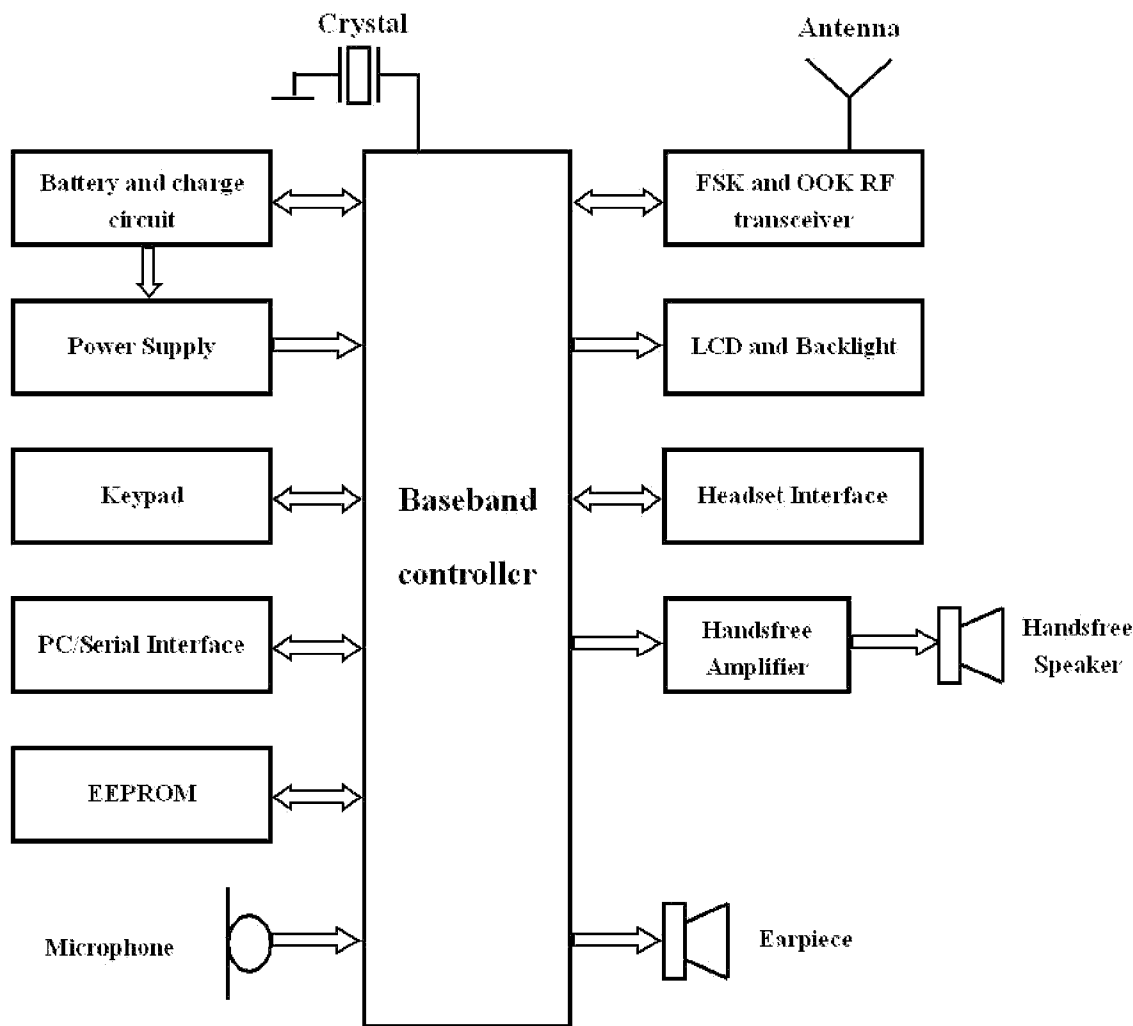 Crystal
Antenna
Battery and charge
circuit
FSK and OOK RF
transceiver
Power Supply
LCD and Backlight
Keypad
Baseband
controller
Headset Interface
PC/Serial Interface
Handsfree
Amplifier
Handsfree
Speaker
EEPROM
Microphone
Earpiece